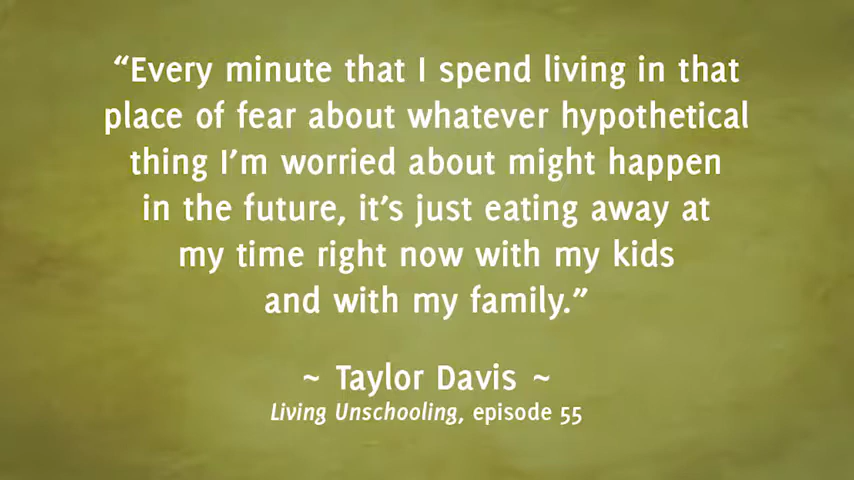 “Every minute that I spend living in that
place of fear about whatever hypothetical
thing I’m worried about might happen
in the future, it’s just eating away at
my time right now with my kids
and with my family.”
~ Taylor Davis ~
Living Unschooling, episode 55